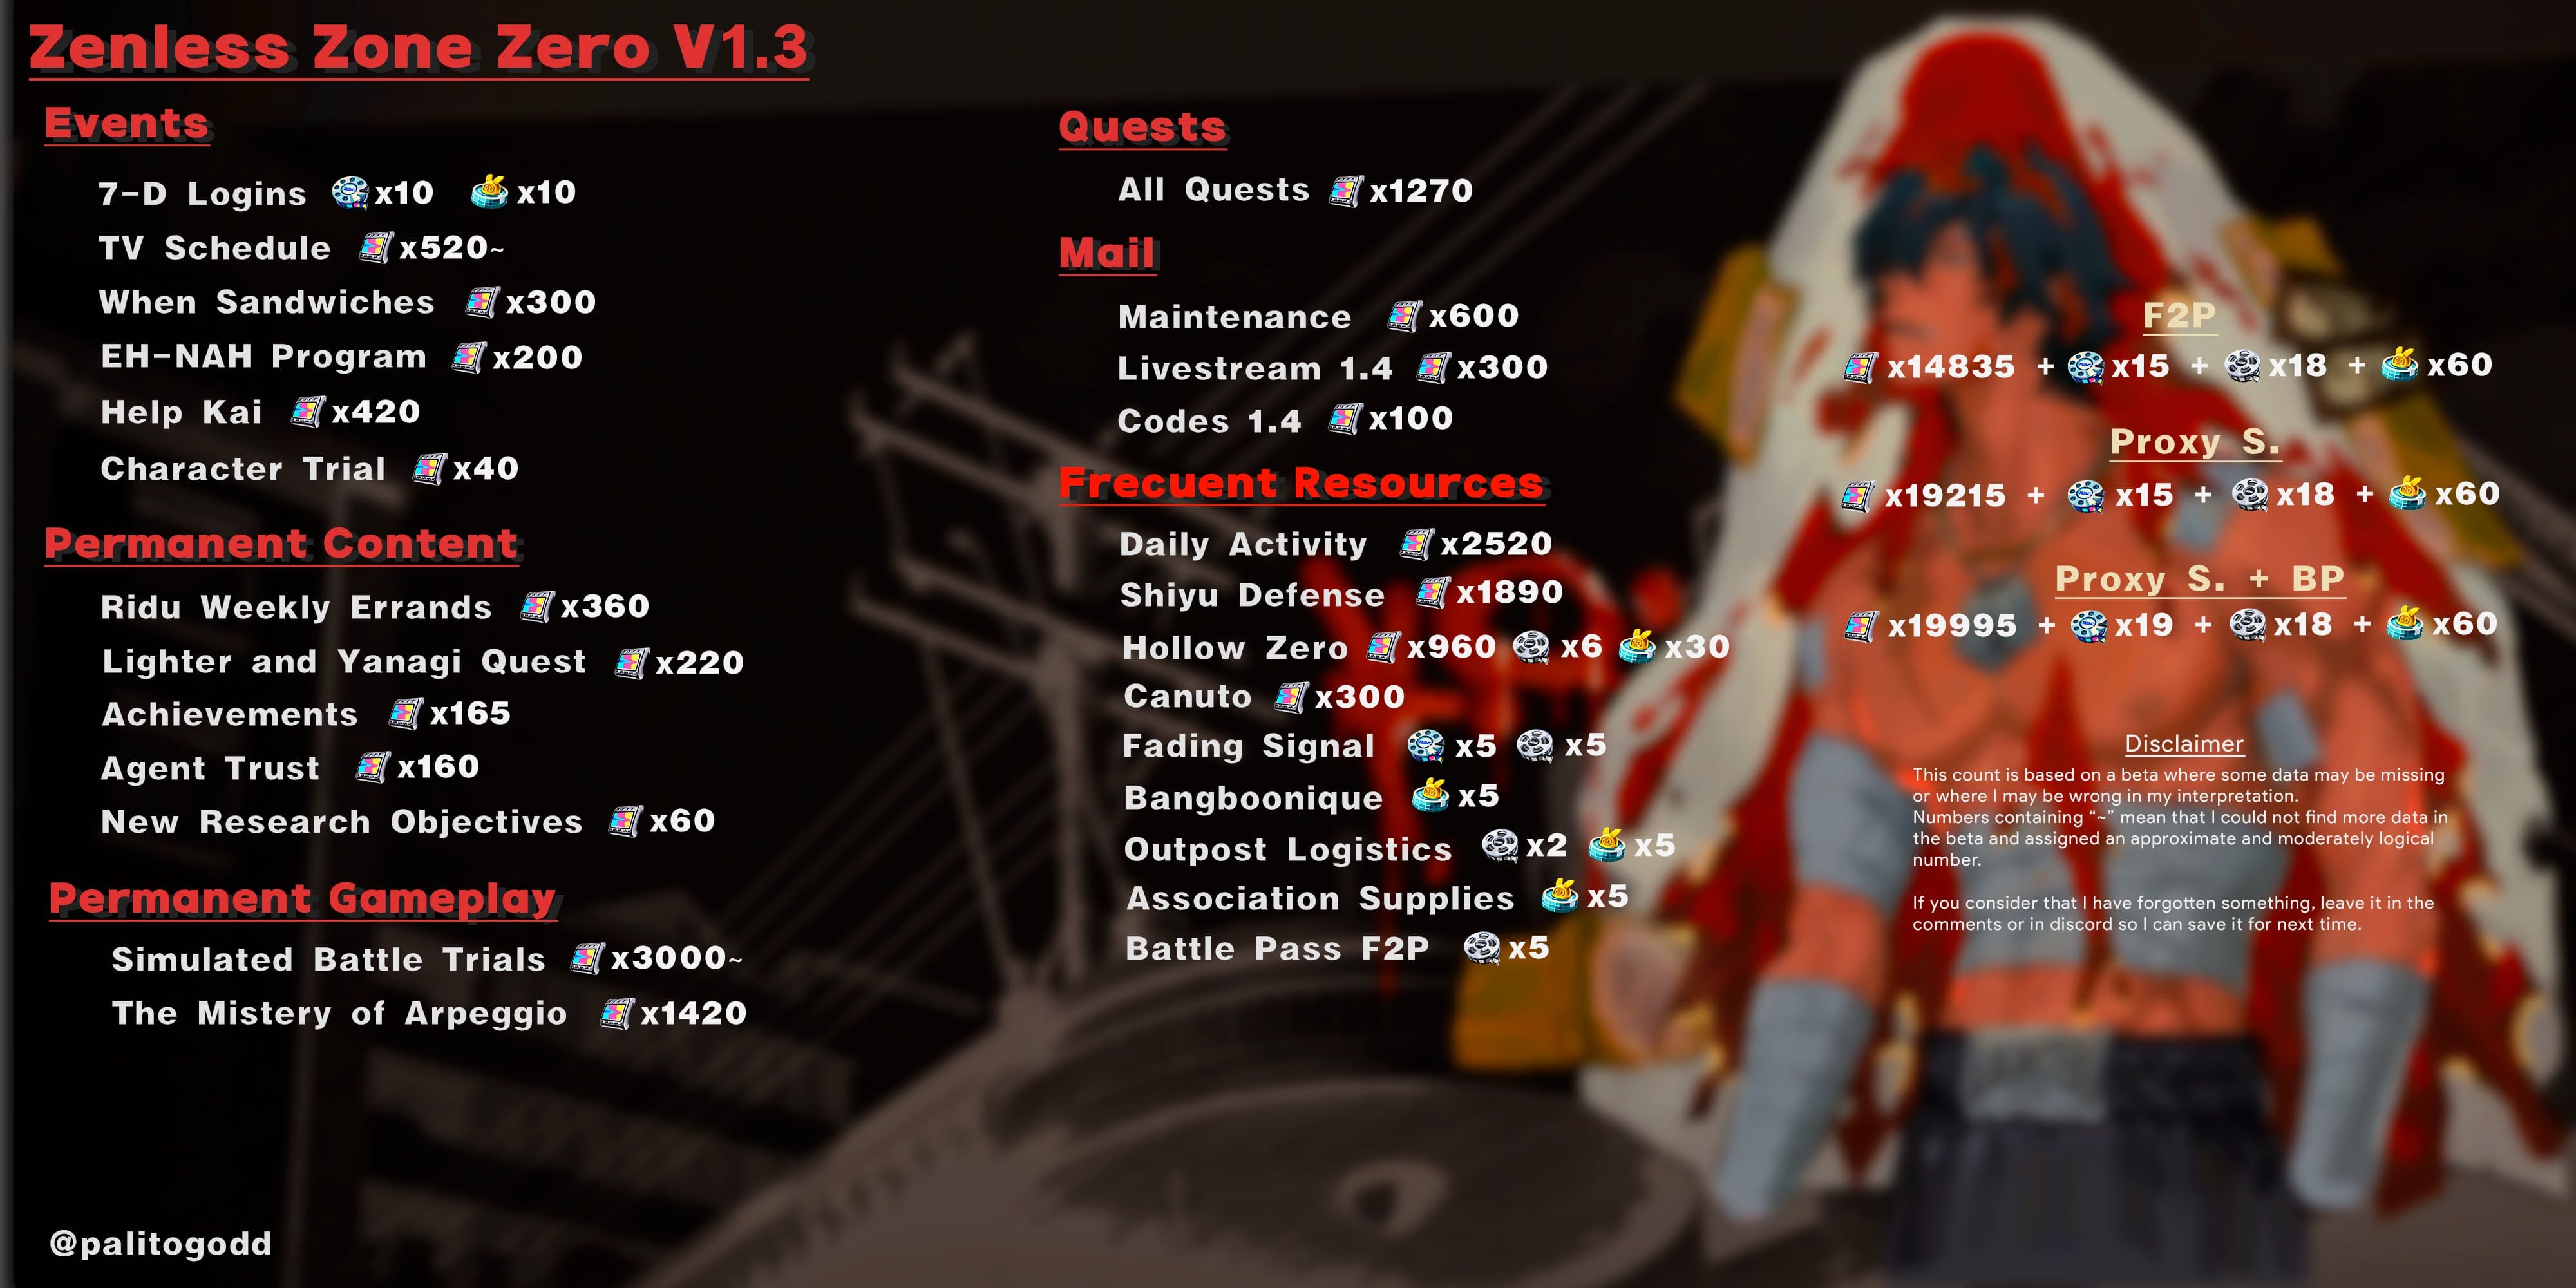 Zenless Zone Zero V1.3
Events
7-D Logins x10 x10
TV Schedule x520~
When Sandwiches x300
EH-NAH Program x200
Help Kai x420
Character Trial x40
Permanent Content
Ridu Weekly Errands x360
Lighter and Yanagi Quest x220
Achievements x165
Agent Trust x160
New Research Objectives x60
Permanent Gameplay
Simulated Battle Trials x3000~
The Mistery of Arpeggio x1420
@palitogodd
Quests
All Quests x1270
Mail
Maintenance x600
Livestream 1.4 x300
Codes 1.4 x100
Frecuent Resources
Daily Activity x2520
Shiyu Defense x1890
Hollow Zero x960 x6 x30
Canuto x300
Fading Signal x5 x5
Bangboonique x5
Outpost Logistics x2 x5
Association Supplies x5
Battle Pass F2P x5
F2P
x14835 + x15 + x18 + x60
Proxy S.
x19215 + x15 + x18 + x60
Proxy S. + BP
x19995 + x19 + x18 + x60
Disclaimer
This count is based on a beta where some data may be missing
or where I may be wrong in my interpretation.
Numbers containing “~” mean that I could not find more data in
the beta and assigned an approximate and moderately logical
number.
If you consider that I have forgotten something, leave it in the
comments or in discord so I can save it for next time.